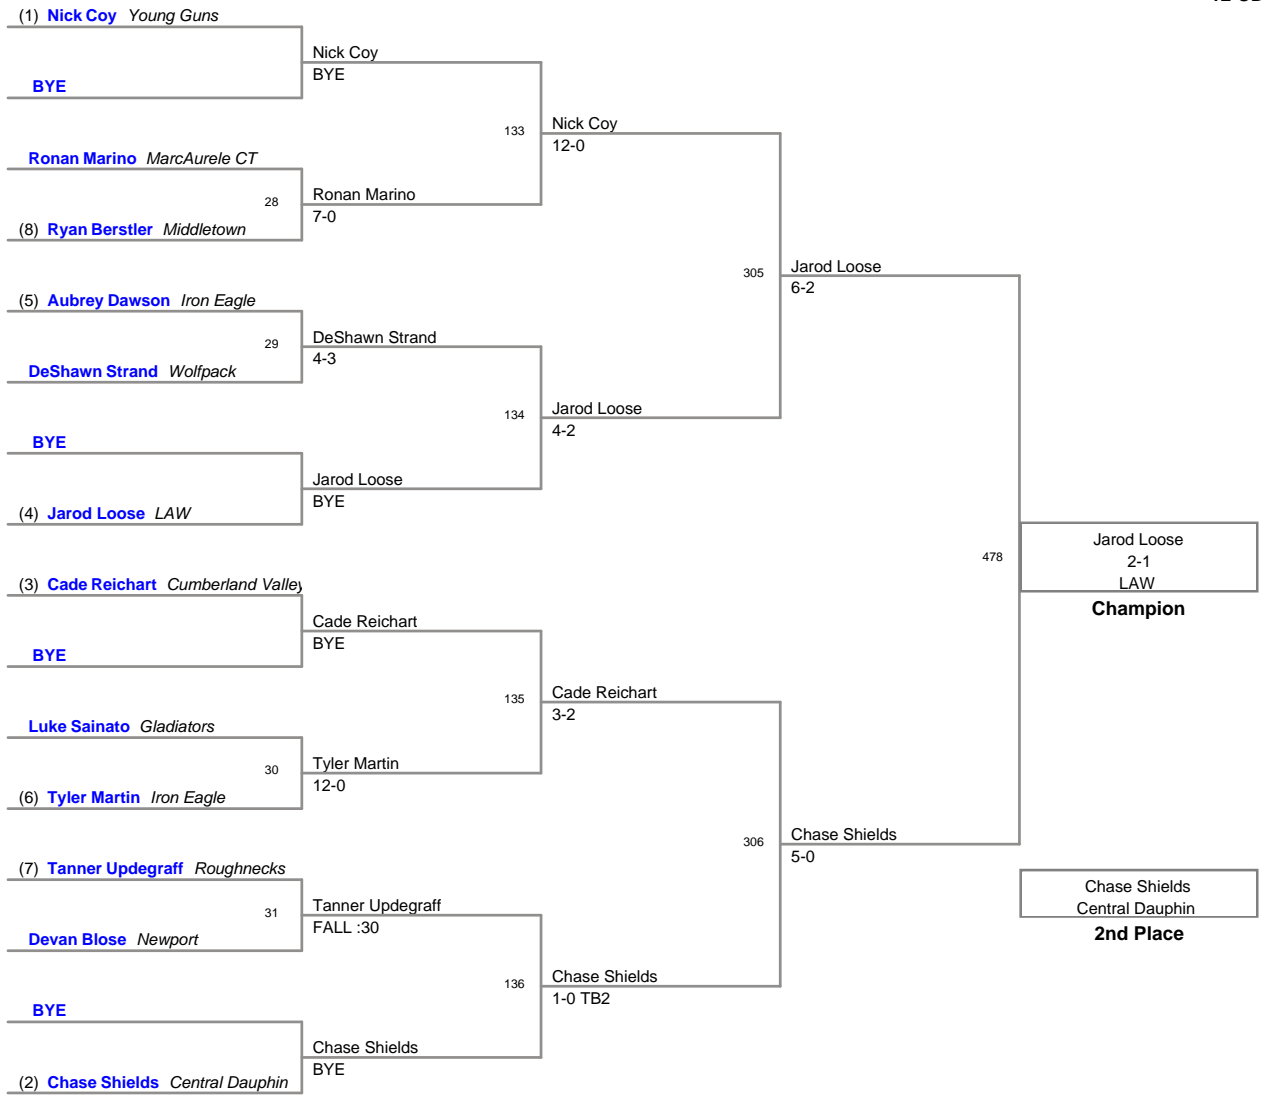 (1) Nick Coy Young Guns
Nick Coy
BYE
BYE
133
Nick Coy
12-0
Ronan Marino MarcAurele CT
28
Ronan Marino
7-0
(8) Ryan Berstler Middletown
305
Jarod Loose
6-2
(5) Aubrey Dawson Iron Eagle
29
DeShawn Strand
4-3
DeShawn Strand Wolfpack
134
Jarod Loose
4-2
BYE
Jarod Loose
BYE
(4) Jarod Loose LAW
478
Jarod Loose
2-1
LAW
Champion
(3) Cade Reichart Cumberland Valley
Cade Reichart
BYE
BYE
135
Cade Reichart
3-2
Luke Sainato Gladiators
30
Tyler Martin
12-0
(6) Tyler Martin Iron Eagle
306
Chase Shields
5-0
(7) Tanner Updegraff Roughnecks
31
Tanner Updegraff
FALL :30
Devan Blose Newport
Chase Shields
Central Dauphin
2nd Place
136
Chase Shields
1-0 TB2
BYE
Chase Shields
BYE
(2) Chase Shields Central Dauphin